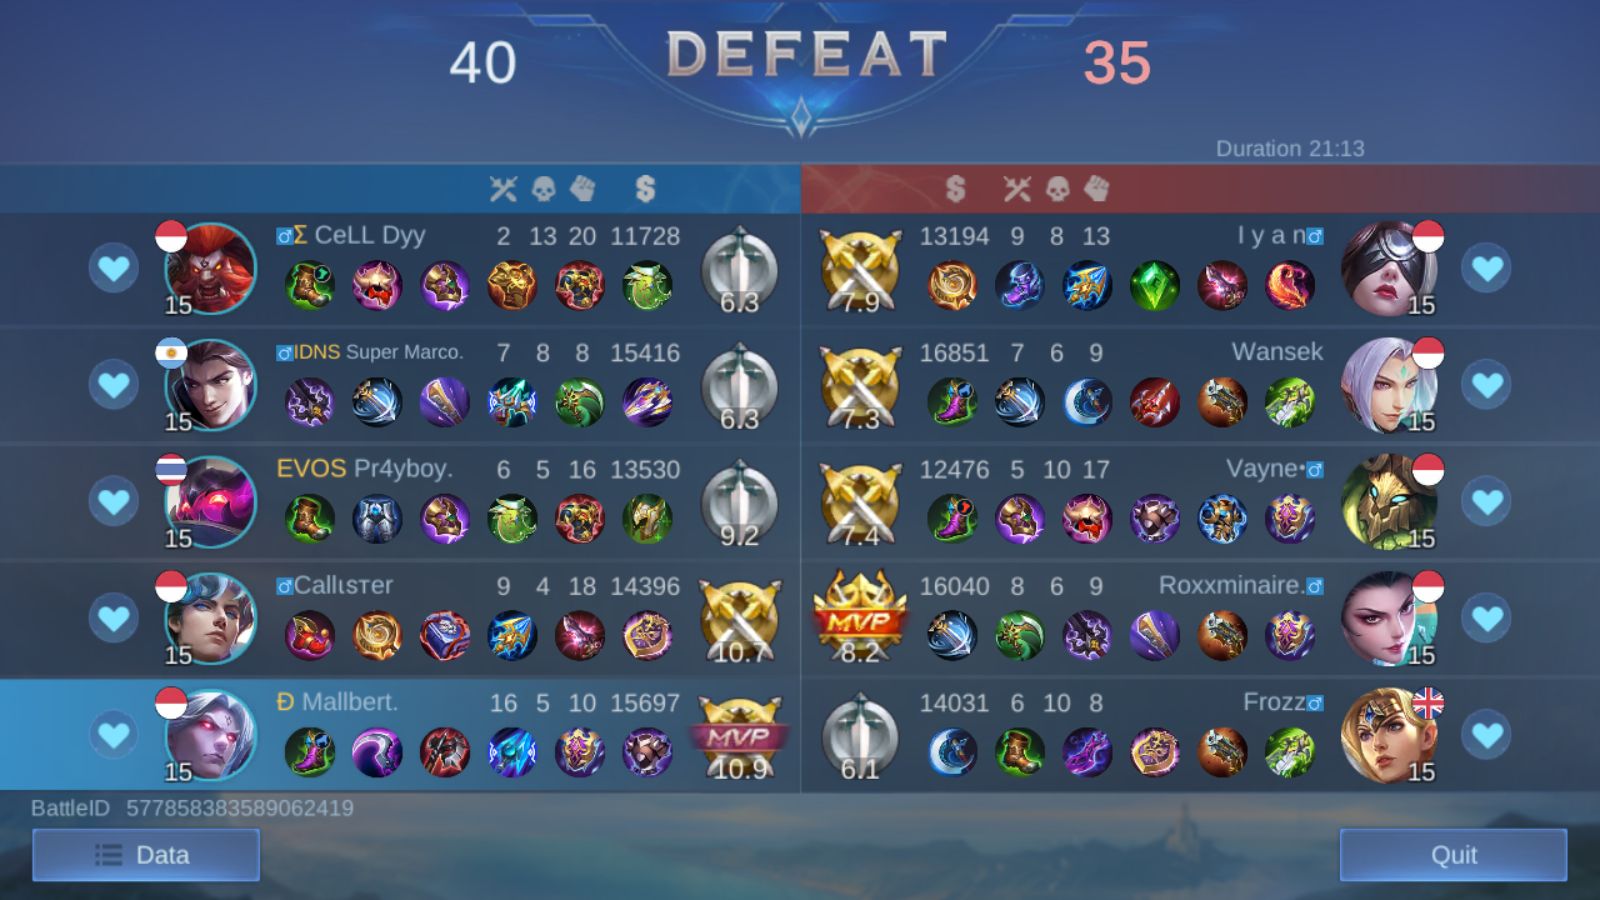 40 DEFEAT 35
Duration 21:13
Σ CeLL Dyy 2 13 20 11728
15 6.3
7.9 13194 9 8 13 I y a n
15
IDNS Super Marco. 7 8 8 15416
15 6.3
7.3 16851 7 6 9 Wansek
15
EVOS Pr4yboy. 6 5 16 13530
15 9.2
7.4 12476 5 10 17 Vayne•
15
Callιsтer 9 4 18 14396
15 10.7
MVP 8.2 16040 8 6 9 Roxxminaire.
15
Đ Mallbert. 16 5 10 15697
15 MVP 10.9
6.1 14031 6 10 8 Frozz
15
BattleID 577858383589062419
Data
Quit